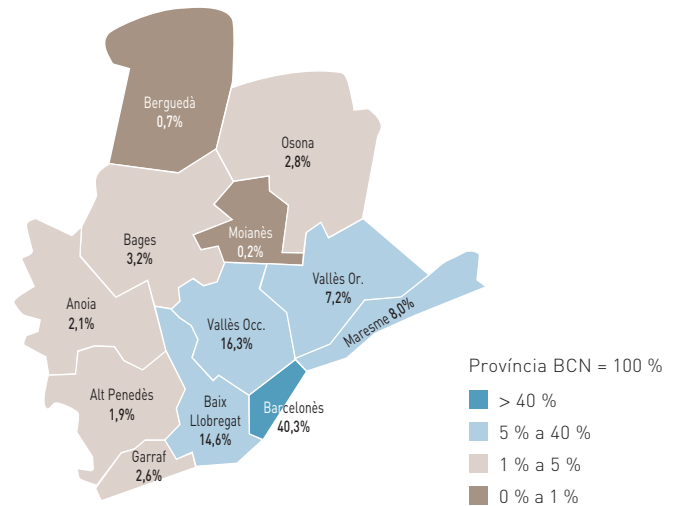 Berguedà
0,7%
Osona
2,8%
Moianès
0,2%
Bages
3,2%
Vallès Or.
7,2%
Maresme 8,0%
Anoia
2,1%
Vallès Occ.
16,3%
Alt Penedès
1,9%
Baix
Llobregat
14,6%
Barcelonès
40,3%
Garraf
2,6%
Província BCN = 100 %
> 40 %
5 % a 40 %
1 % a 5 %
0 % a 1 %